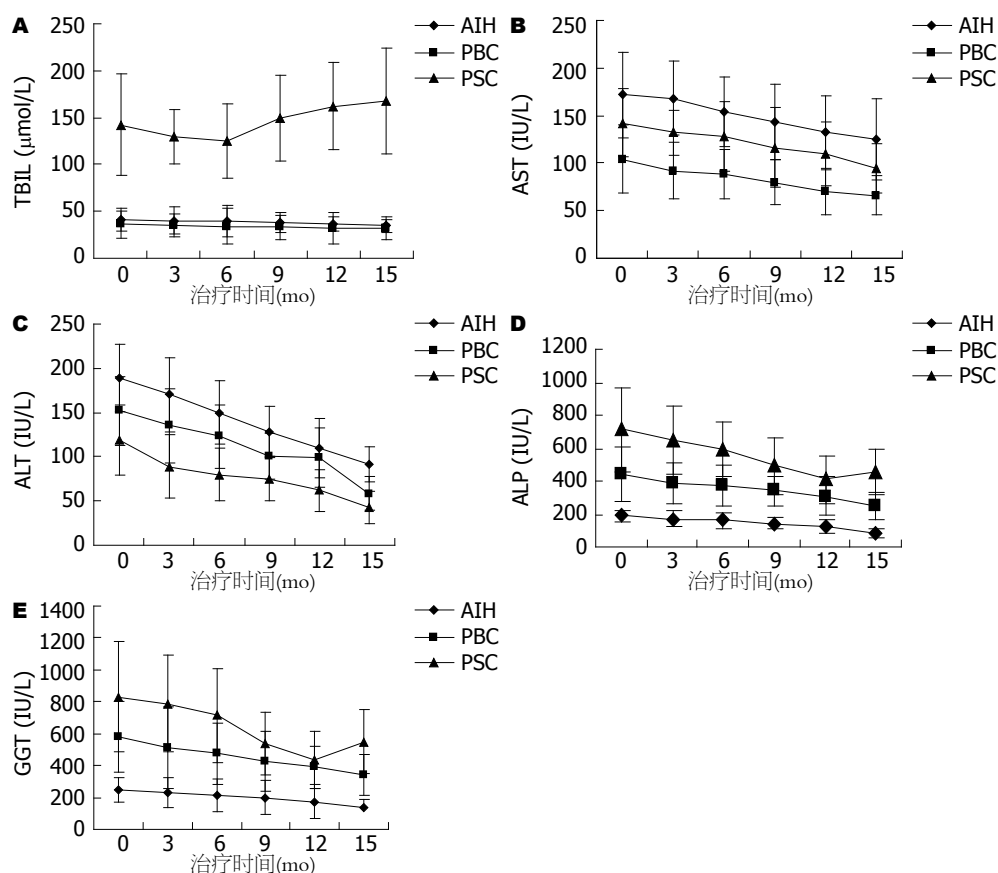 A
250
200
150
100
50
0
TBIL (μmol/L)
0 3 6 9 12 15
治疗时间(mo)
AIH
PBC
PSC
B
250
200
150
100
50
0
AST (IU/L)
0 3 6 9 12 15
治疗时间(mo)
AIH
PBC
PSC
C
250
200
150
100
50
0
ALT (IU/L)
0 3 6 9 12 15
治疗时间(mo)
AIH
PBC
PSC
D
1200
1000
800
600
400
200
0
ALP (IU/L)
0 3 6 9 12 15
治疗时间(mo)
AIH
PBC
PSC
E
1400
1200
1000
800
600
400
200
0
GGT (IU/L)
0 3 6 9 12 15
治疗时间(mo)
AIH
PBC
PSC